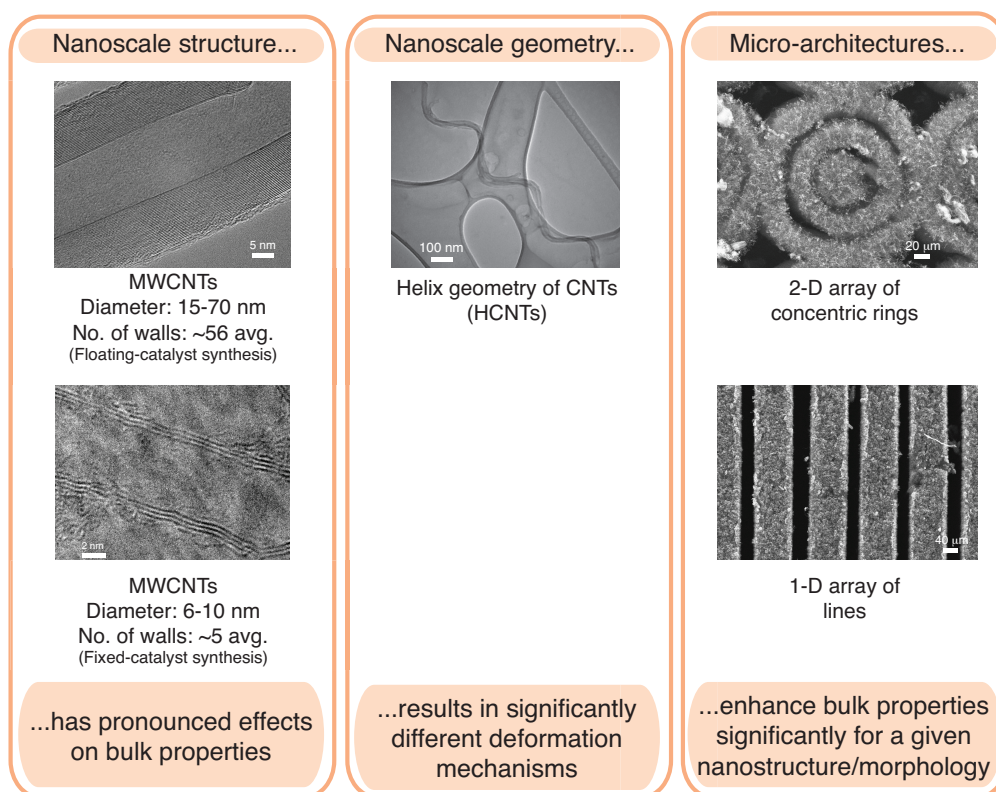 Nanoscale structure...
5 nm
MWCNTs
Diameter: 15-70 nm
No. of walls: ~56 avg.
(Floating-catalyst synthesis)
2 nm
MWCNTs
Diameter: 6-10 nm
No. of walls: ~5 avg.
(Fixed-catalyst synthesis)
...has pronounced effects
on bulk properties
Nanoscale geometry...
100 nm
Helix geometry of CNTs
(HCNTs)
...results in significantly
different deformation
mechanisms
Micro-architectures...
20 μm
2-D array of
concentric rings
40 μm
1-D array of
lines
...enhance bulk properties
significantly for a given
nanostructure/morphology